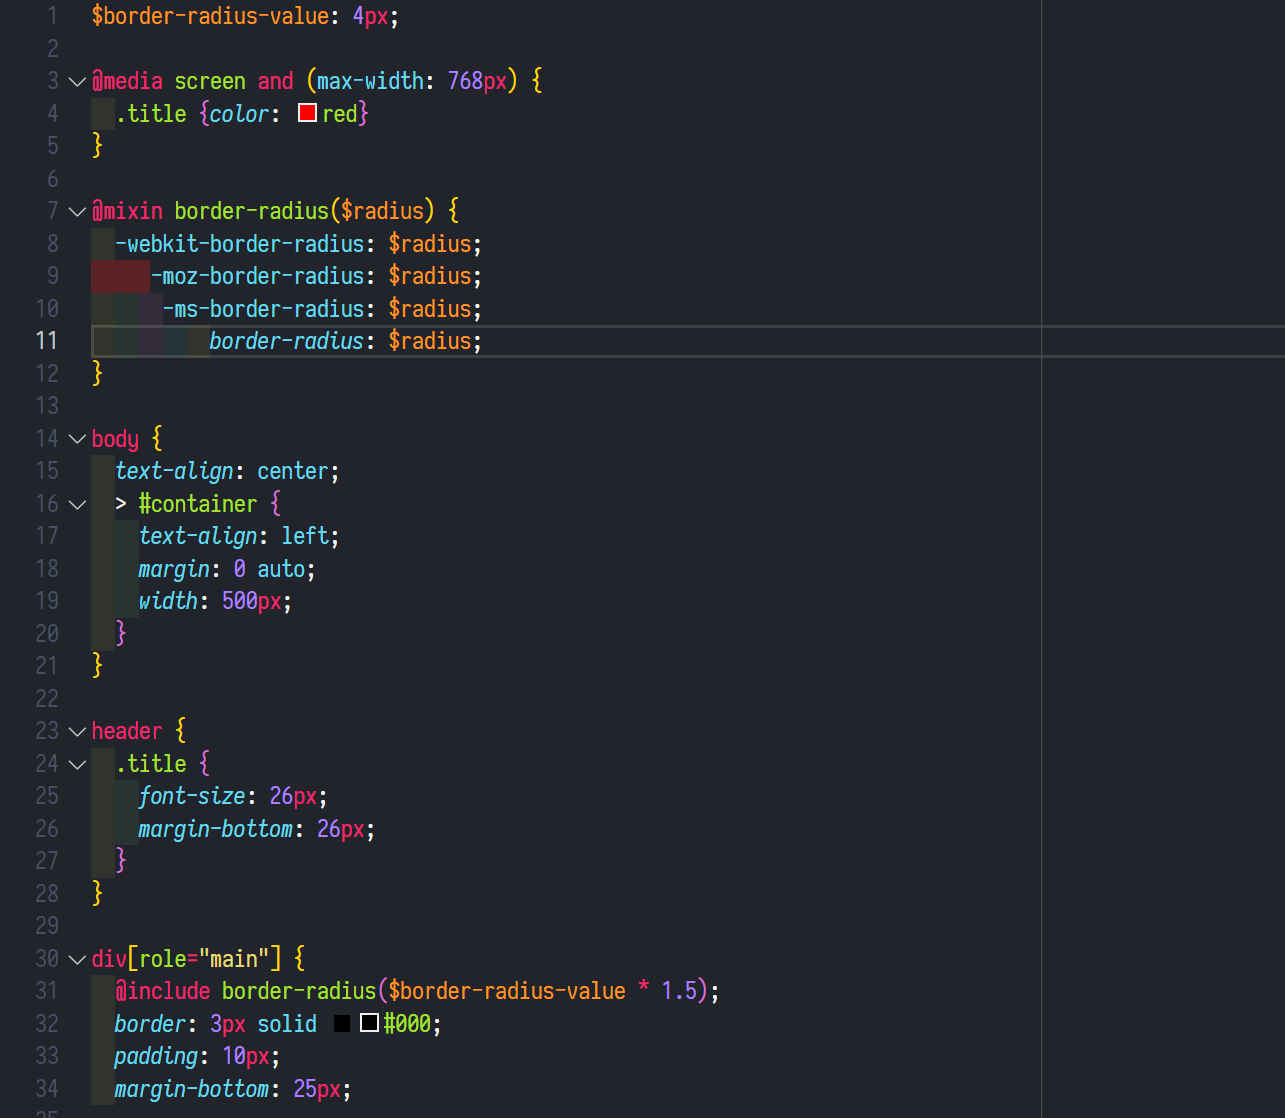 1 $border-radius-value: 4px;
2
3 @media screen and (max-width: 768px) {
4   .title {color: red}
5 }
6
7 @mixin border-radius($radius) {
8   -webkit-border-radius: $radius;
9      -moz-border-radius: $radius;
10       -ms-border-radius: $radius;
11           border-radius: $radius;
12 }
13
14 body {
15   text-align: center;
16   > #container {
17     text-align: left;
18     margin: 0 auto;
19     width: 500px;
20   }
21 }
22
23 header {
24   .title {
25     font-size: 26px;
26     margin-bottom: 26px;
27   }
28 }
29
30 div[role="main"] {
31   @include border-radius($border-radius-value * 1.5);
32   border: 3px solid #000;
33   padding: 10px;
34   margin-bottom: 25px;
35